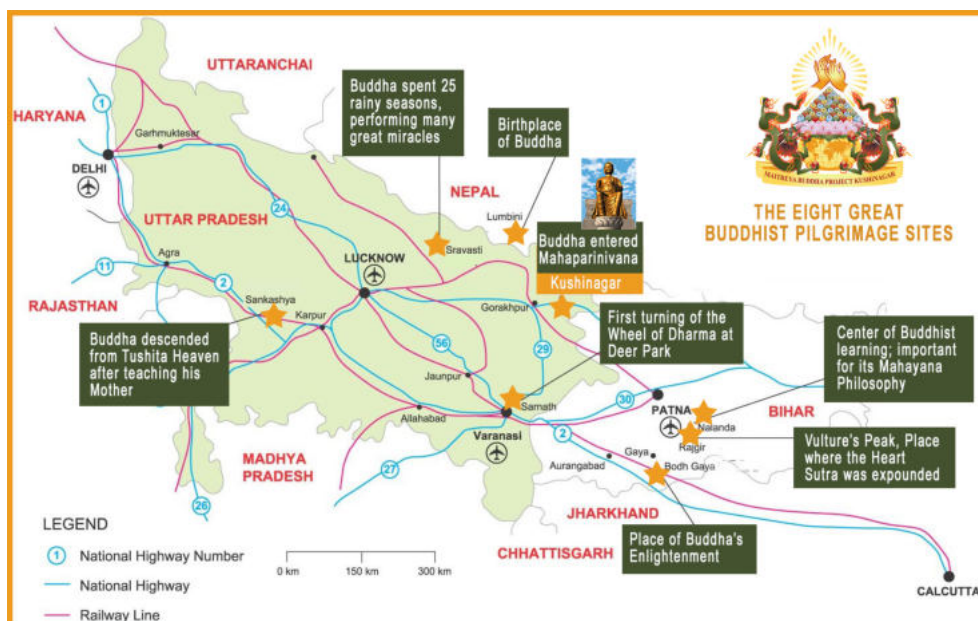 UTTARANCHAI
HARYANA
1
Garhmuktesar
DELHI
Buddha spent 25
rainy seasons,
performing many
great miracles
Birthplace
of Buddha
MAITREYA BUDDHA PROJECT KUSHINAGAR
THE EIGHT GREAT
BUDDHIST PILGRIMAGE SITES
NEPAL
UTTAR PRADESH
24
Lumbini
Sravasti
Buddha entered
Mahaparinivana
Kushinagar
Agra
11
2
LUCKNOW
RAJASTHAN
Sankashya
Karpur
Gorakhpur
Buddha descended
from Tushita Heaven
after teaching his
Mother
First turning of the
Wheel of Dharma at
Deer Park
Center of Buddhist
learning; important
for its Mahayana
Philosophy
56
29
Jaunpur
Sarnath
30
PATNA
BIHAR
Nalanda
Rajgir
Allahabad
Varanasi
2
Vulture's Peak, Place
where the Heart
Sutra was expounded
MADHYA
PRADESH
27
Gaya
Aurangabad
Bodh Gaya
26
JHARKHAND
CHHATTISGARH
Place of Buddha's
Enlightenment
CALCUTTA
LEGEND
1 National Highway Number
National Highway
Railway Line
0 km 150 km 300 km